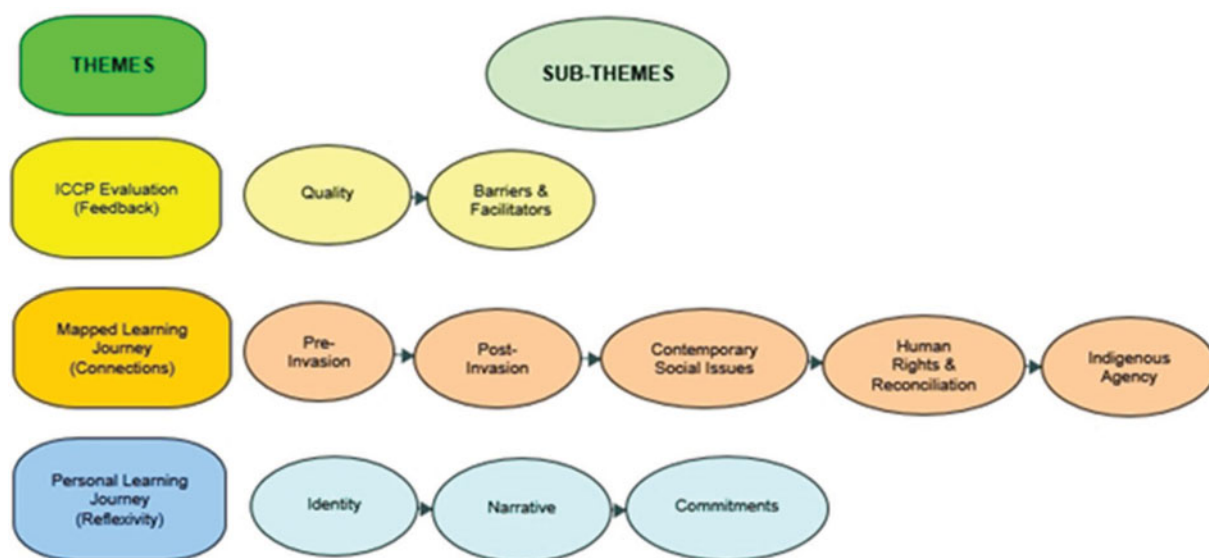 THEMES
SUB-THEMES
ICCP Evaluation
(Feedback)
Quality
Barriers &
Facilitators
Mapped Learning
Journey
(Connections)
Pre-
Invasion
Post-
Invasion
Contemporary
Social Issues
Human
Rights &
Reconciliation
Indigenous
Agency
Personal Learning
Journey
(Reflexivity)
Identity
Narrative
Commitments